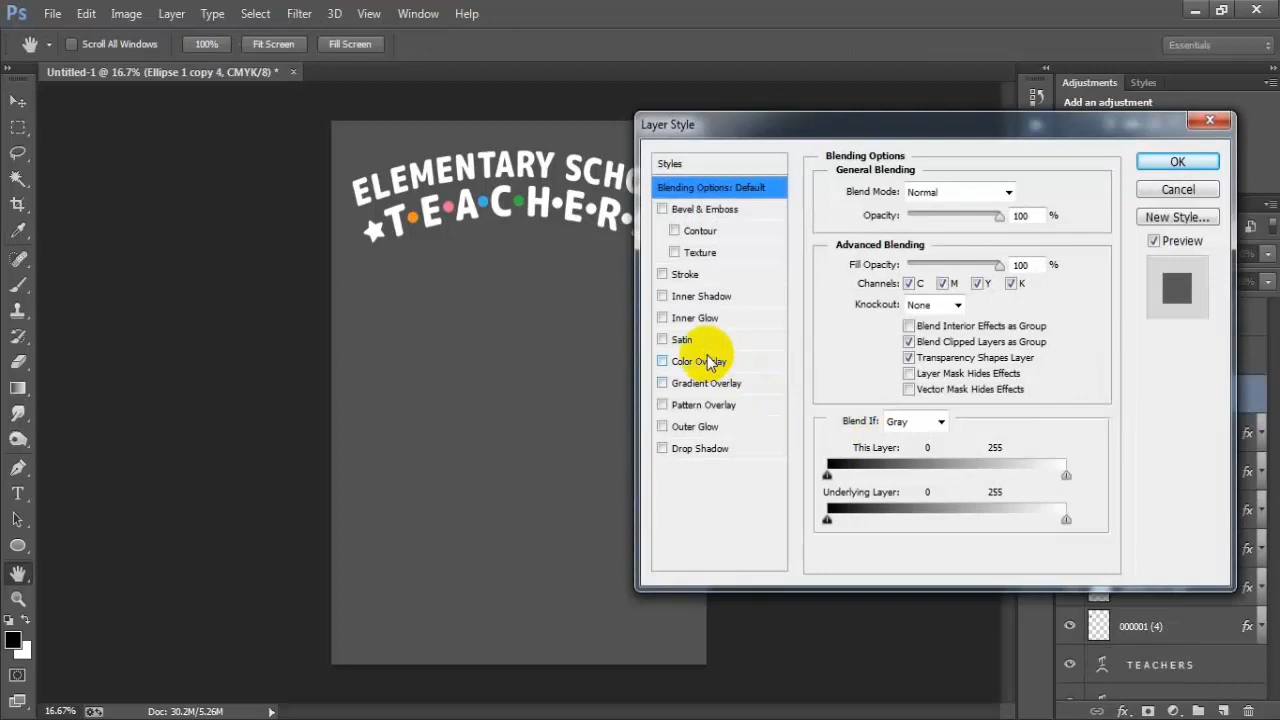 Ps File Edit Image Layer Type Select Filter 3D View Window Help
Scroll All Windows 100% Fit Screen Fill Screen Essentials
Untitled-1 @ 16.7% (Ellipse 1 copy 4, CMYK/8) * ×
Adjustments Styles
Add an adjustment
ELEMENTARY SCHO
T•E•A•C•H•E•R•
Layer Style
Styles
Blending Options: Default
Bevel & Emboss
Contour
Texture
Stroke
Inner Shadow
Inner Glow
Satin
Color Overlay
Gradient Overlay
Pattern Overlay
Outer Glow
Drop Shadow
Blending Options
General Blending
Blend Mode: Normal
Opacity: 100 %
Advanced Blending
Fill Opacity: 100 %
Channels: C M Y K
Knockout: None
Blend Interior Effects as Group
Blend Clipped Layers as Group
Transparency Shapes Layer
Layer Mask Hides Effects
Vector Mask Hides Effects
Blend If: Gray
This Layer: 0 255
Underlying Layer: 0 255
OK
Cancel
New Style...
Preview
fx
fx
fx
fx
fx
000001 (4) fx
TEACHERS
16.67% Doc: 30.2M/5.26M